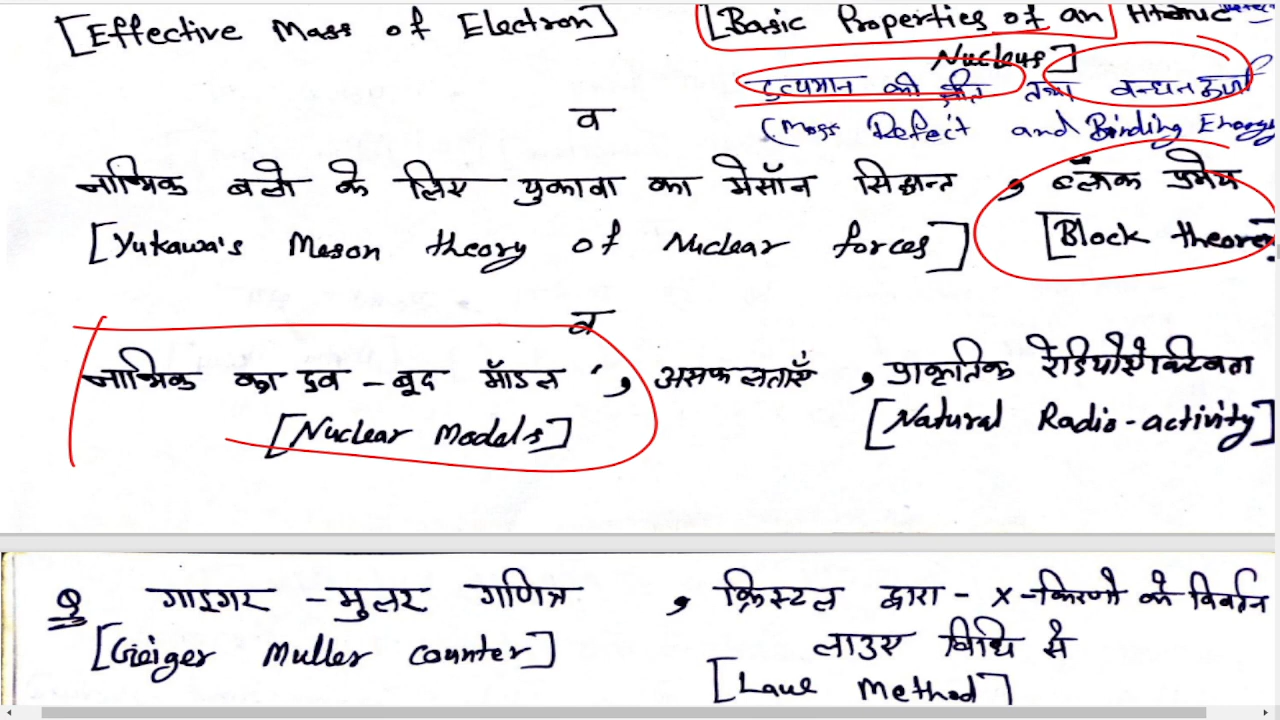 [Effective Mass of Electron]
[Basic Properties of an Atomic
Nucleus]
द्रव्यमान की क्षति तथा बन्धन ऊर्जा
(Mass Defect and Binding Energy
व
नाभिक बलो के लिए युकावा का मेसॉन सिद्धान्त , ब्लॉक प्रमेय
[Yukawa's Meson theory of Nuclear forces] [Block theorem
व
नाभिक का द्रव - बूद मॉडल , असफलताएँ , प्राकृतिक रेडियोऐक्टिवता
[Nuclear Models] [Natural Radio-activity]
Q गाइगर - मुलर गणित्र , क्रिस्टल द्वारा - X-किरणो के विवर्तन
[Gieiger Muller counter] लाउए विधि से
[Laue Method]